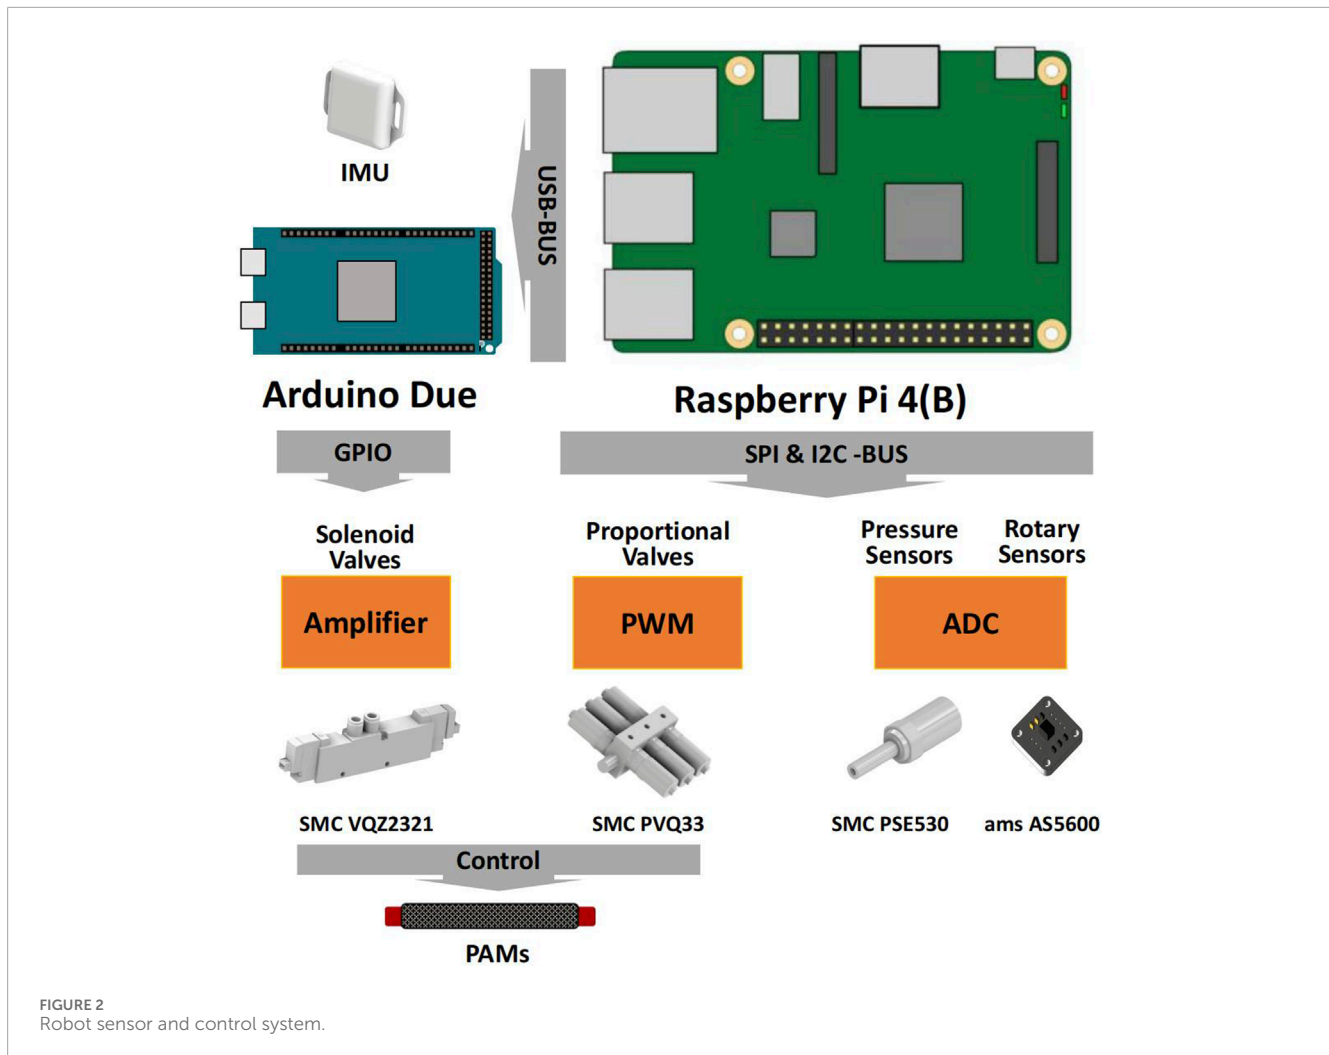 IMU
USB-BUS
Arduino Due
Raspberry Pi 4(B)
GPIO
SPI & I2C -BUS
Solenoid
Valves
Proportional
Valves
Pressure
Sensors
Rotary
Sensors
Amplifier
PWM
ADC
SMC VQZ2321
SMC PVQ33
SMC PSE530
ams AS5600
Control
PAMs
FIGURE 2
Robot sensor and control system.